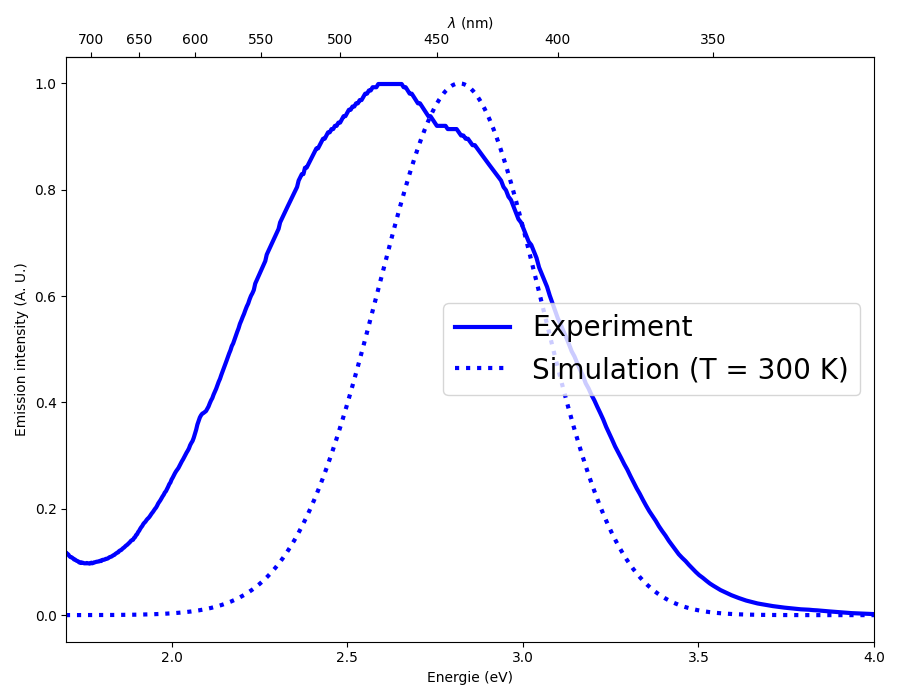 λ (nm)
700 650 600 550 500 450 400 350
1.0
0.8
0.6
0.4
0.2
0.0
Emission intensity (A. U.)
Experiment
Simulation (T = 300 K)
2.0 2.5 3.0 3.5 4.0
Energie (eV)